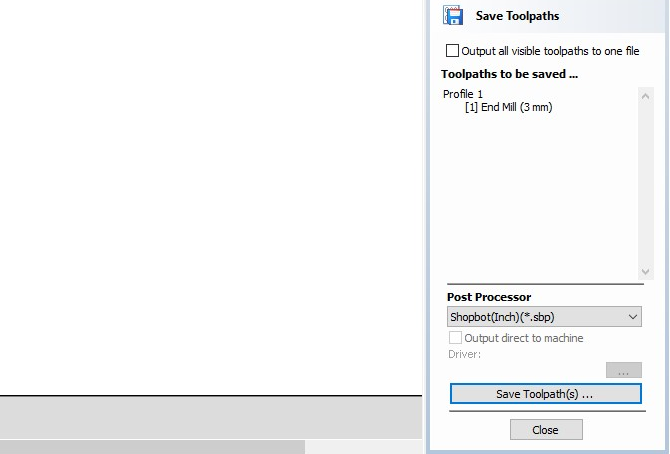 Save Toolpaths
Output all visible toolpaths to one file
Toolpaths to be saved ...
Profile 1
[1] End Mill (3 mm)
Post Processor
Shopbot(Inch)(*.sbp)
Output direct to machine
Driver:
...
Save Toolpath(s) ...
Close